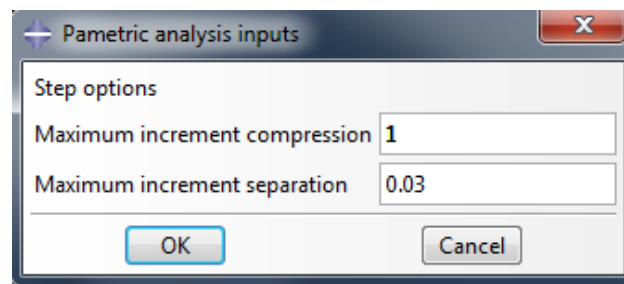 Pametric analysis inputs
Step options
Maximum increment compression 1
Maximum increment separation 0.03
OK Cancel